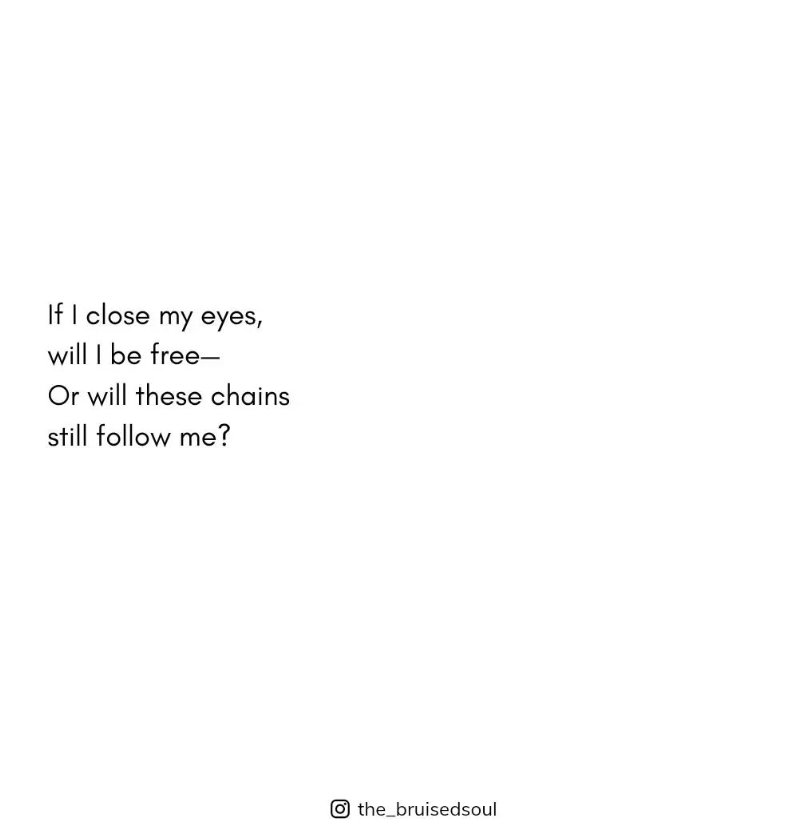 If I close my eyes,
will I be free—
Or will these chains
still follow me?
the_bruisedsoul